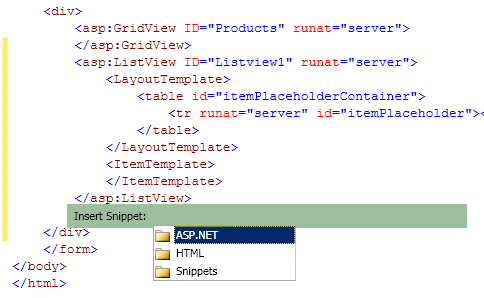 <div>
<asp:GridView ID="Products" runat="server">
</asp:GridView>
<asp:ListView ID="Listview1" runat="server">
<LayoutTemplate>
<table id="itemPlaceholderContainer">
<tr runat="server" id="itemPlaceholder"><
</table>
</LayoutTemplate>
<ItemTemplate>
</ItemTemplate>
</asp:ListView>
Insert Snippet:
ASP.NET
HTML
Snippets
</div>
</form>
</body>
</html>